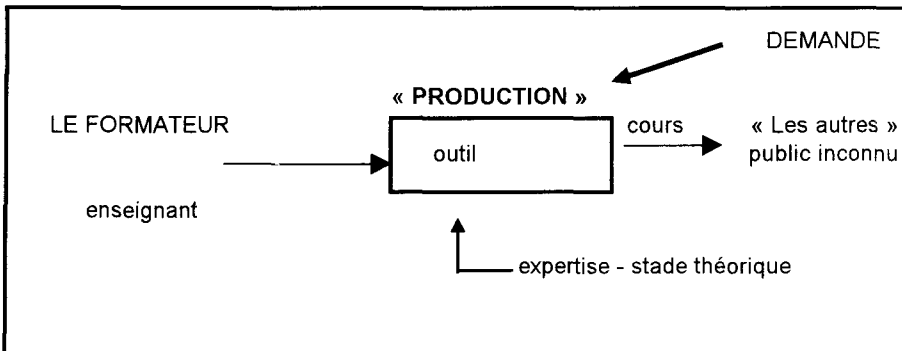 DEMANDE
« PRODUCTION »
LE FORMATEUR
cours
« Les autres »
outil
public inconnu
enseignant
expertise - stade théorique